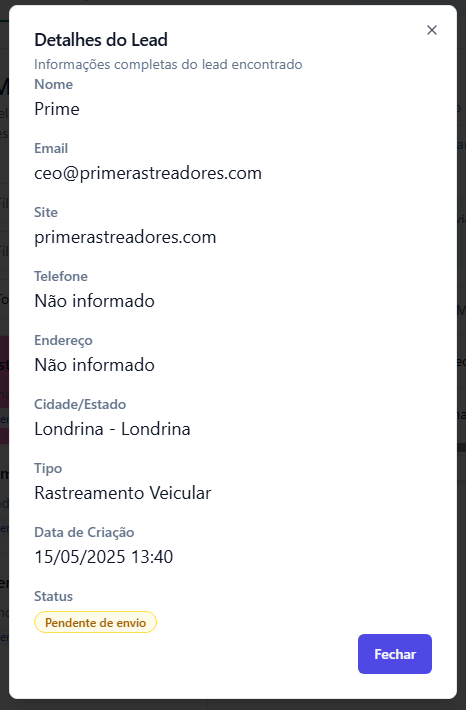 Detalhes do Lead
Informações completas do lead encontrado
Nome
Prime
Email
ceo@primerastreadores.com
Site
primerastreadores.com
Telefone
Não informado
Endereço
Não informado
Cidade/Estado
Londrina - Londrina
Tipo
Rastreamento Veicular
Data de Criação
15/05/2025 13:40
Status
Pendente de envio
Fechar